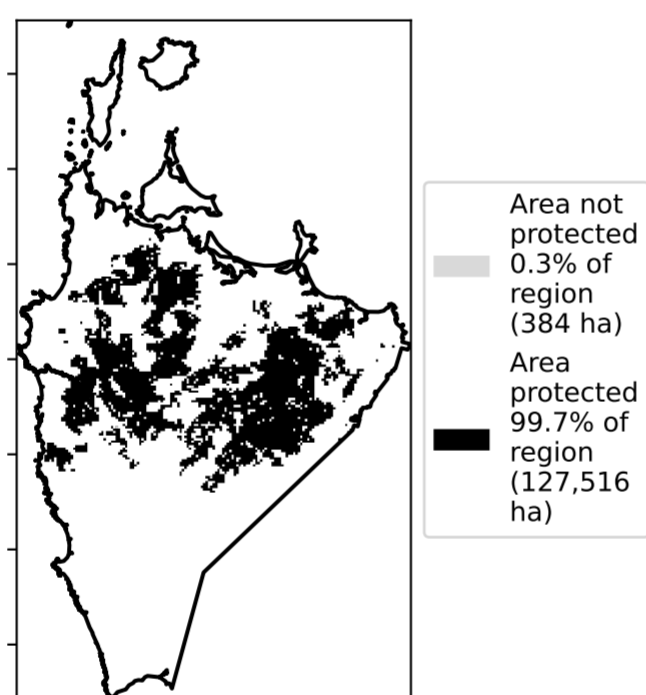 Area not
protected
0.3% of
region
(384 ha)
Area
protected
99.7% of
region
(127,516
ha)